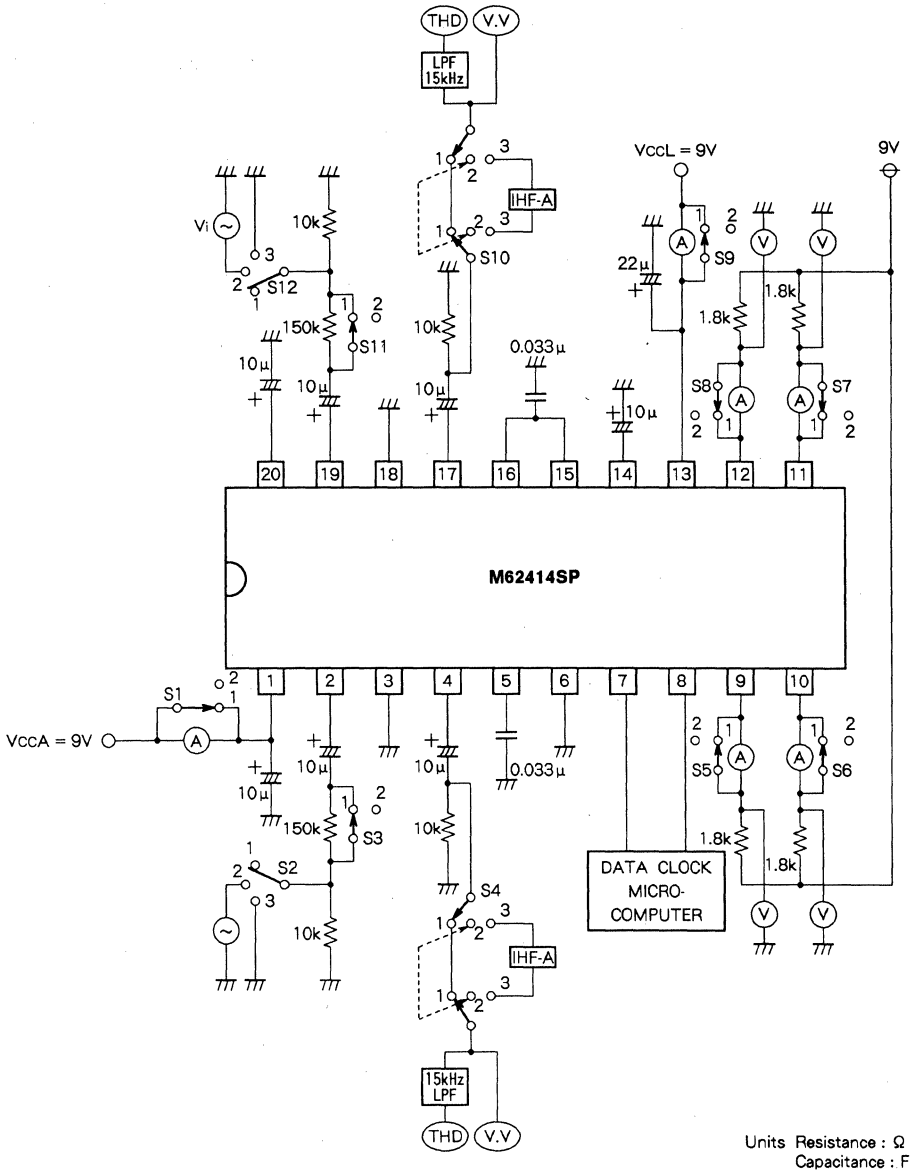 THD V.V
LPF
15kHz
1 2 3
IHF-A
1 2 3
S10
VCCL = 9V
9V
Vi
10k
3
2 1 S12
150k
1 2
S11
10μ
+
10μ
+
10k
10μ
+
0.033μ
+ 10μ
22μ
+
A
1 2
S9
V V
1.8k 1.8k
S8 A A S7
2 1 1 2
20 19 18 17 16 15 14 13 12 11
M62414SP
1 2 3 4 5 6 7 8 9 10
VCCA = 9V
S1 2
1
A
+
10μ
+
10μ
+
10μ
0.033μ
150k
1 2
S3
1
2 S2
3
10k
10k
S4
1 2 3
IHF-A
1 2 3
15kHz
LPF
THD V.V
DATA CLOCK
MICRO-
COMPUTER
2 1 1 2
S5 A A S6
1.8k 1.8k
V V
Units Resistance : Ω
Capacitance : F